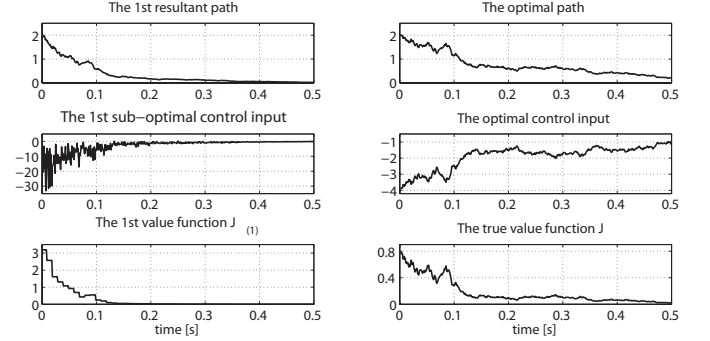 The 1st resultant path
2
1
0
0 0.1 0.2 0.3 0.4 0.5
The 1st sub−optimal control input
0
−10
−20
−30
0 0.1 0.2 0.3 0.4 0.5
The 1st value function J (1)
3
2
1
0
0 0.1 0.2 0.3 0.4 0.5
time [s]
The optimal path
2
1
0
0 0.1 0.2 0.3 0.4 0.5
The optimal control input
−1
−2
−3
−4
0 0.1 0.2 0.3 0.4 0.5
The true value function J
0.8
0.4
0
0 0.1 0.2 0.3 0.4 0.5
time [s]